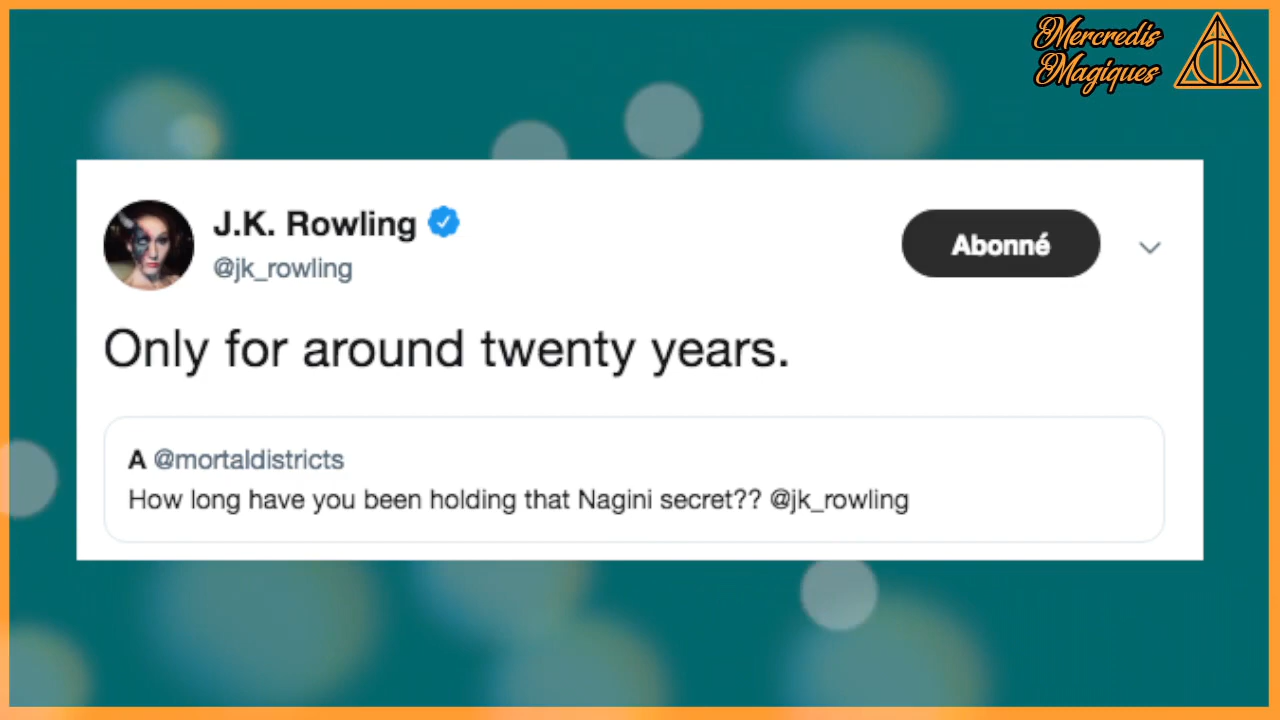 Mercredis
Magiques
J.K. Rowling
@jk_rowling
Abonné
Only for around twenty years.
A @mortaldistricts
How long have you been holding that Nagini secret?? @jk_rowling